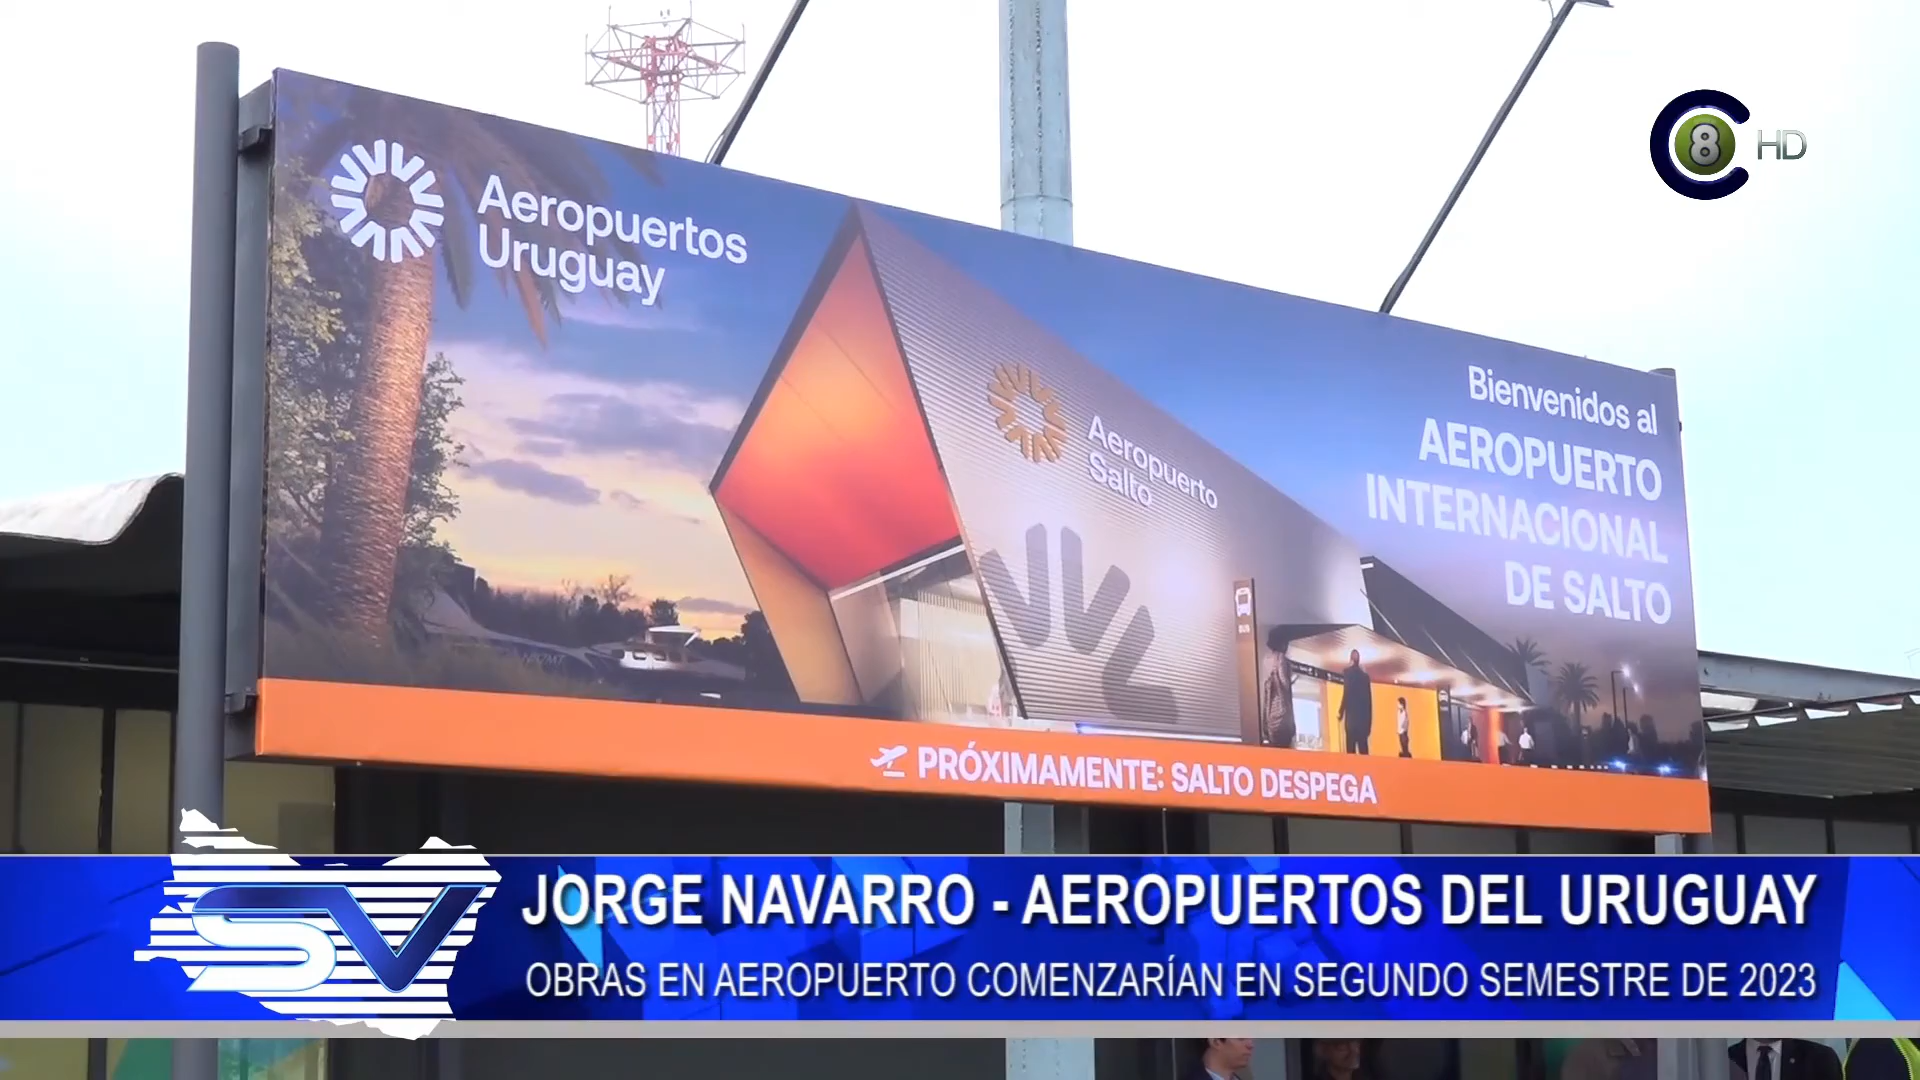 8 HD
Aeropuertos
Uruguay
Bienvenidos al
AEROPUERTO
INTERNACIONAL
DE SALTO
Aeropuerto
Salto
BUS
PRÓXIMAMENTE: SALTO DESPEGA
SV
JORGE NAVARRO - AEROPUERTOS DEL URUGUAY
OBRAS EN AEROPUERTO COMENZARÍAN EN SEGUNDO SEMESTRE DE 2023